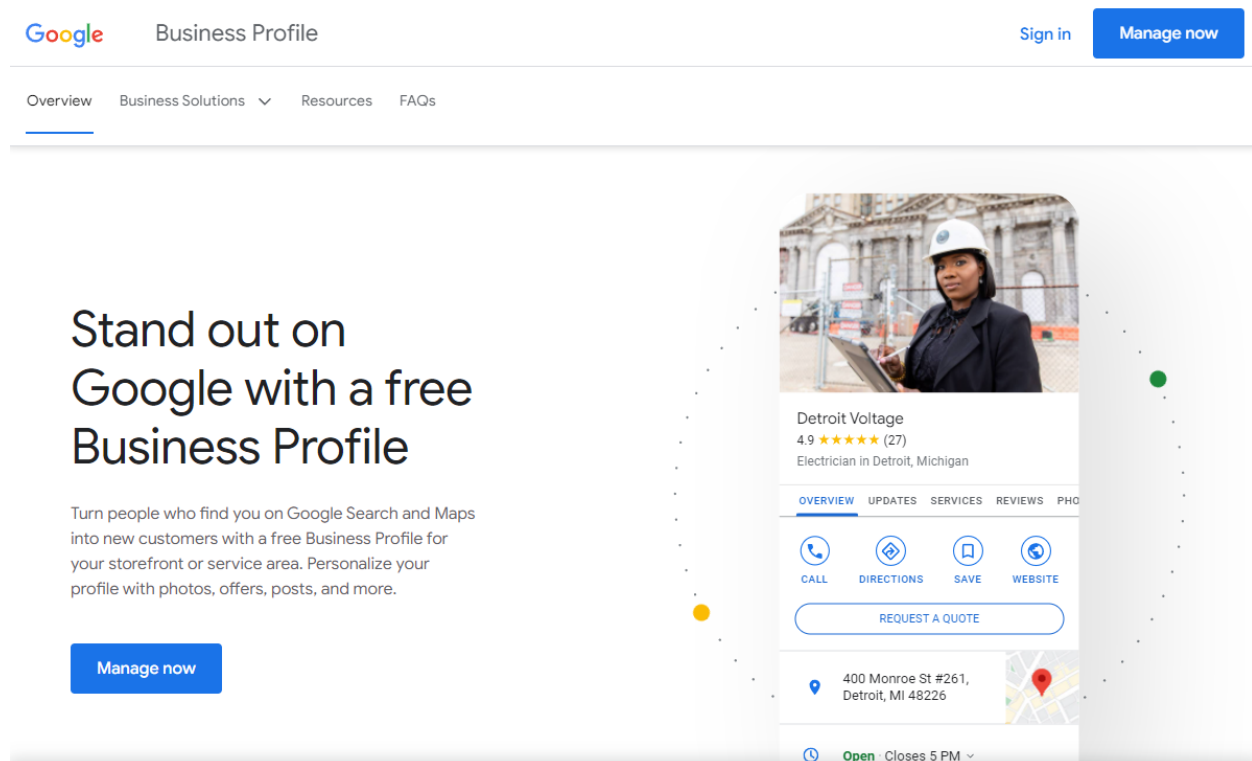 Google Business Profile Sign in Manage now
Overview Business Solutions Resources FAQs
Stand out on
Google with a free
Business Profile
Turn people who find you on Google Search and Maps
into new customers with a free Business Profile for
your storefront or service area. Personalize your
profile with photos, offers, posts, and more.
Manage now
Detroit Voltage
4.9 ★★★★★ (27)
Electrician in Detroit, Michigan
OVERVIEW UPDATES SERVICES REVIEWS PHO
CALL DIRECTIONS SAVE WEBSITE
REQUEST A QUOTE
400 Monroe St #261,
Detroit, MI 48226
Open · Closes 5 PM